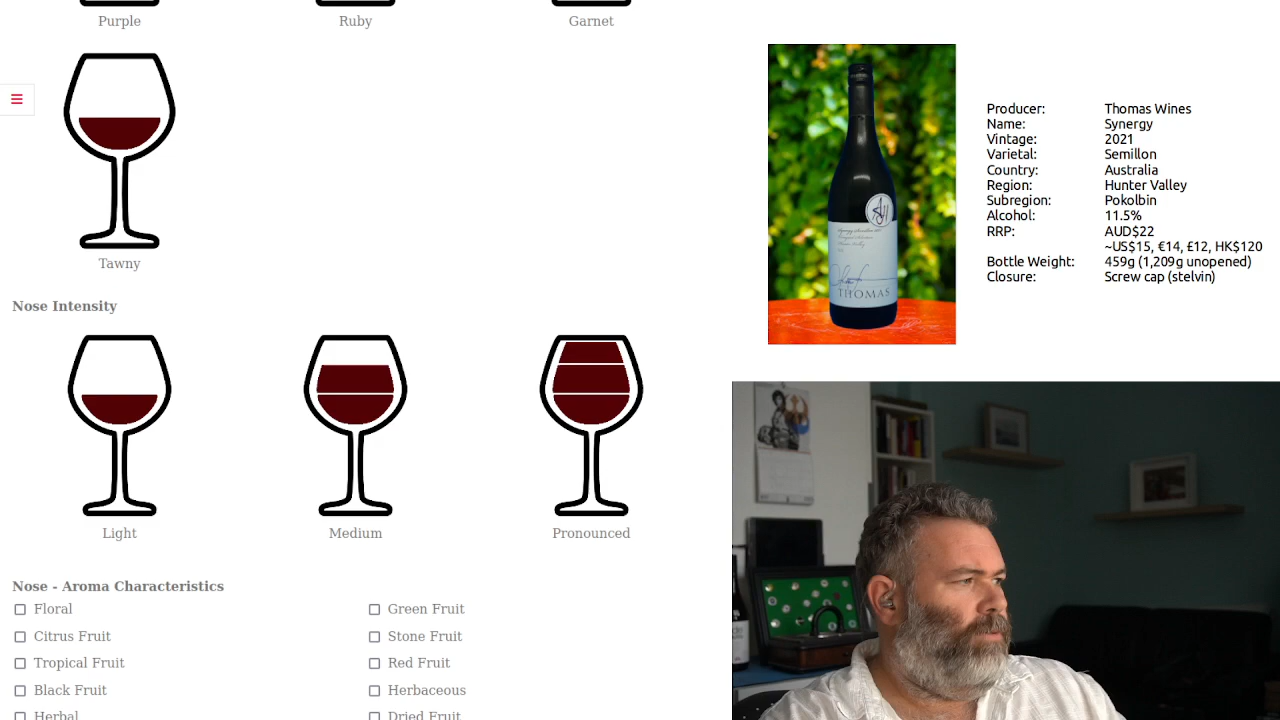 Purple
Ruby
Garnet
Tawny
Nose Intensity
Light
Medium
Pronounced
Nose - Aroma Characteristics
Floral
Green Fruit
Citrus Fruit
Stone Fruit
Tropical Fruit
Red Fruit
Black Fruit
Herbaceous
Herbal
Dried Fruit
THOMAS
Producer: Thomas Wines
Name: Synergy
Vintage: 2021
Varietal: Semillon
Country: Australia
Region: Hunter Valley
Subregion: Pokolbin
Alcohol: 11.5%
RRP: AUD$22
~US$15, €14, £12, HK$120
Bottle Weight: 459g (1,209g unopened)
Closure: Screw cap (stelvin)